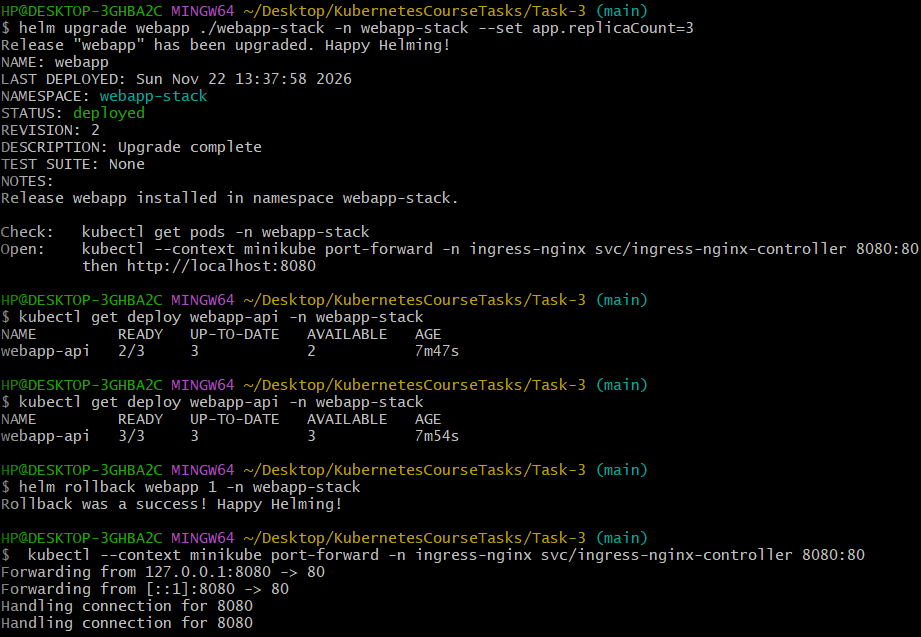 HP@DESKTOP-3GHBA2C MINGW64 ~/Desktop/KubernetesCourseTasks/Task-3 (main)
$ helm upgrade webapp ./webapp-stack -n webapp-stack --set app.replicaCount=3
Release "webapp" has been upgraded. Happy Helming!
NAME: webapp
LAST DEPLOYED: Sun Nov 22 13:37:58 2026
NAMESPACE: webapp-stack
STATUS: deployed
REVISION: 2
DESCRIPTION: Upgrade complete
TEST SUITE: None
NOTES:
Release webapp installed in namespace webapp-stack.

Check:   kubectl get pods -n webapp-stack
Open:    kubectl --context minikube port-forward -n ingress-nginx svc/ingress-nginx-controller 8080:80
         then http://localhost:8080

HP@DESKTOP-3GHBA2C MINGW64 ~/Desktop/KubernetesCourseTasks/Task-3 (main)
$ kubectl get deploy webapp-api -n webapp-stack
NAME         READY   UP-TO-DATE   AVAILABLE   AGE
webapp-api   2/3     3            2           7m47s

HP@DESKTOP-3GHBA2C MINGW64 ~/Desktop/KubernetesCourseTasks/Task-3 (main)
$ kubectl get deploy webapp-api -n webapp-stack
NAME         READY   UP-TO-DATE   AVAILABLE   AGE
webapp-api   3/3     3            3           7m54s

HP@DESKTOP-3GHBA2C MINGW64 ~/Desktop/KubernetesCourseTasks/Task-3 (main)
$ helm rollback webapp 1 -n webapp-stack
Rollback was a success! Happy Helming!

HP@DESKTOP-3GHBA2C MINGW64 ~/Desktop/KubernetesCourseTasks/Task-3 (main)
$  kubectl --context minikube port-forward -n ingress-nginx svc/ingress-nginx-controller 8080:80
Forwarding from 127.0.0.1:8080 -> 80
Forwarding from [::1]:8080 -> 80
Handling connection for 8080
Handling connection for 8080